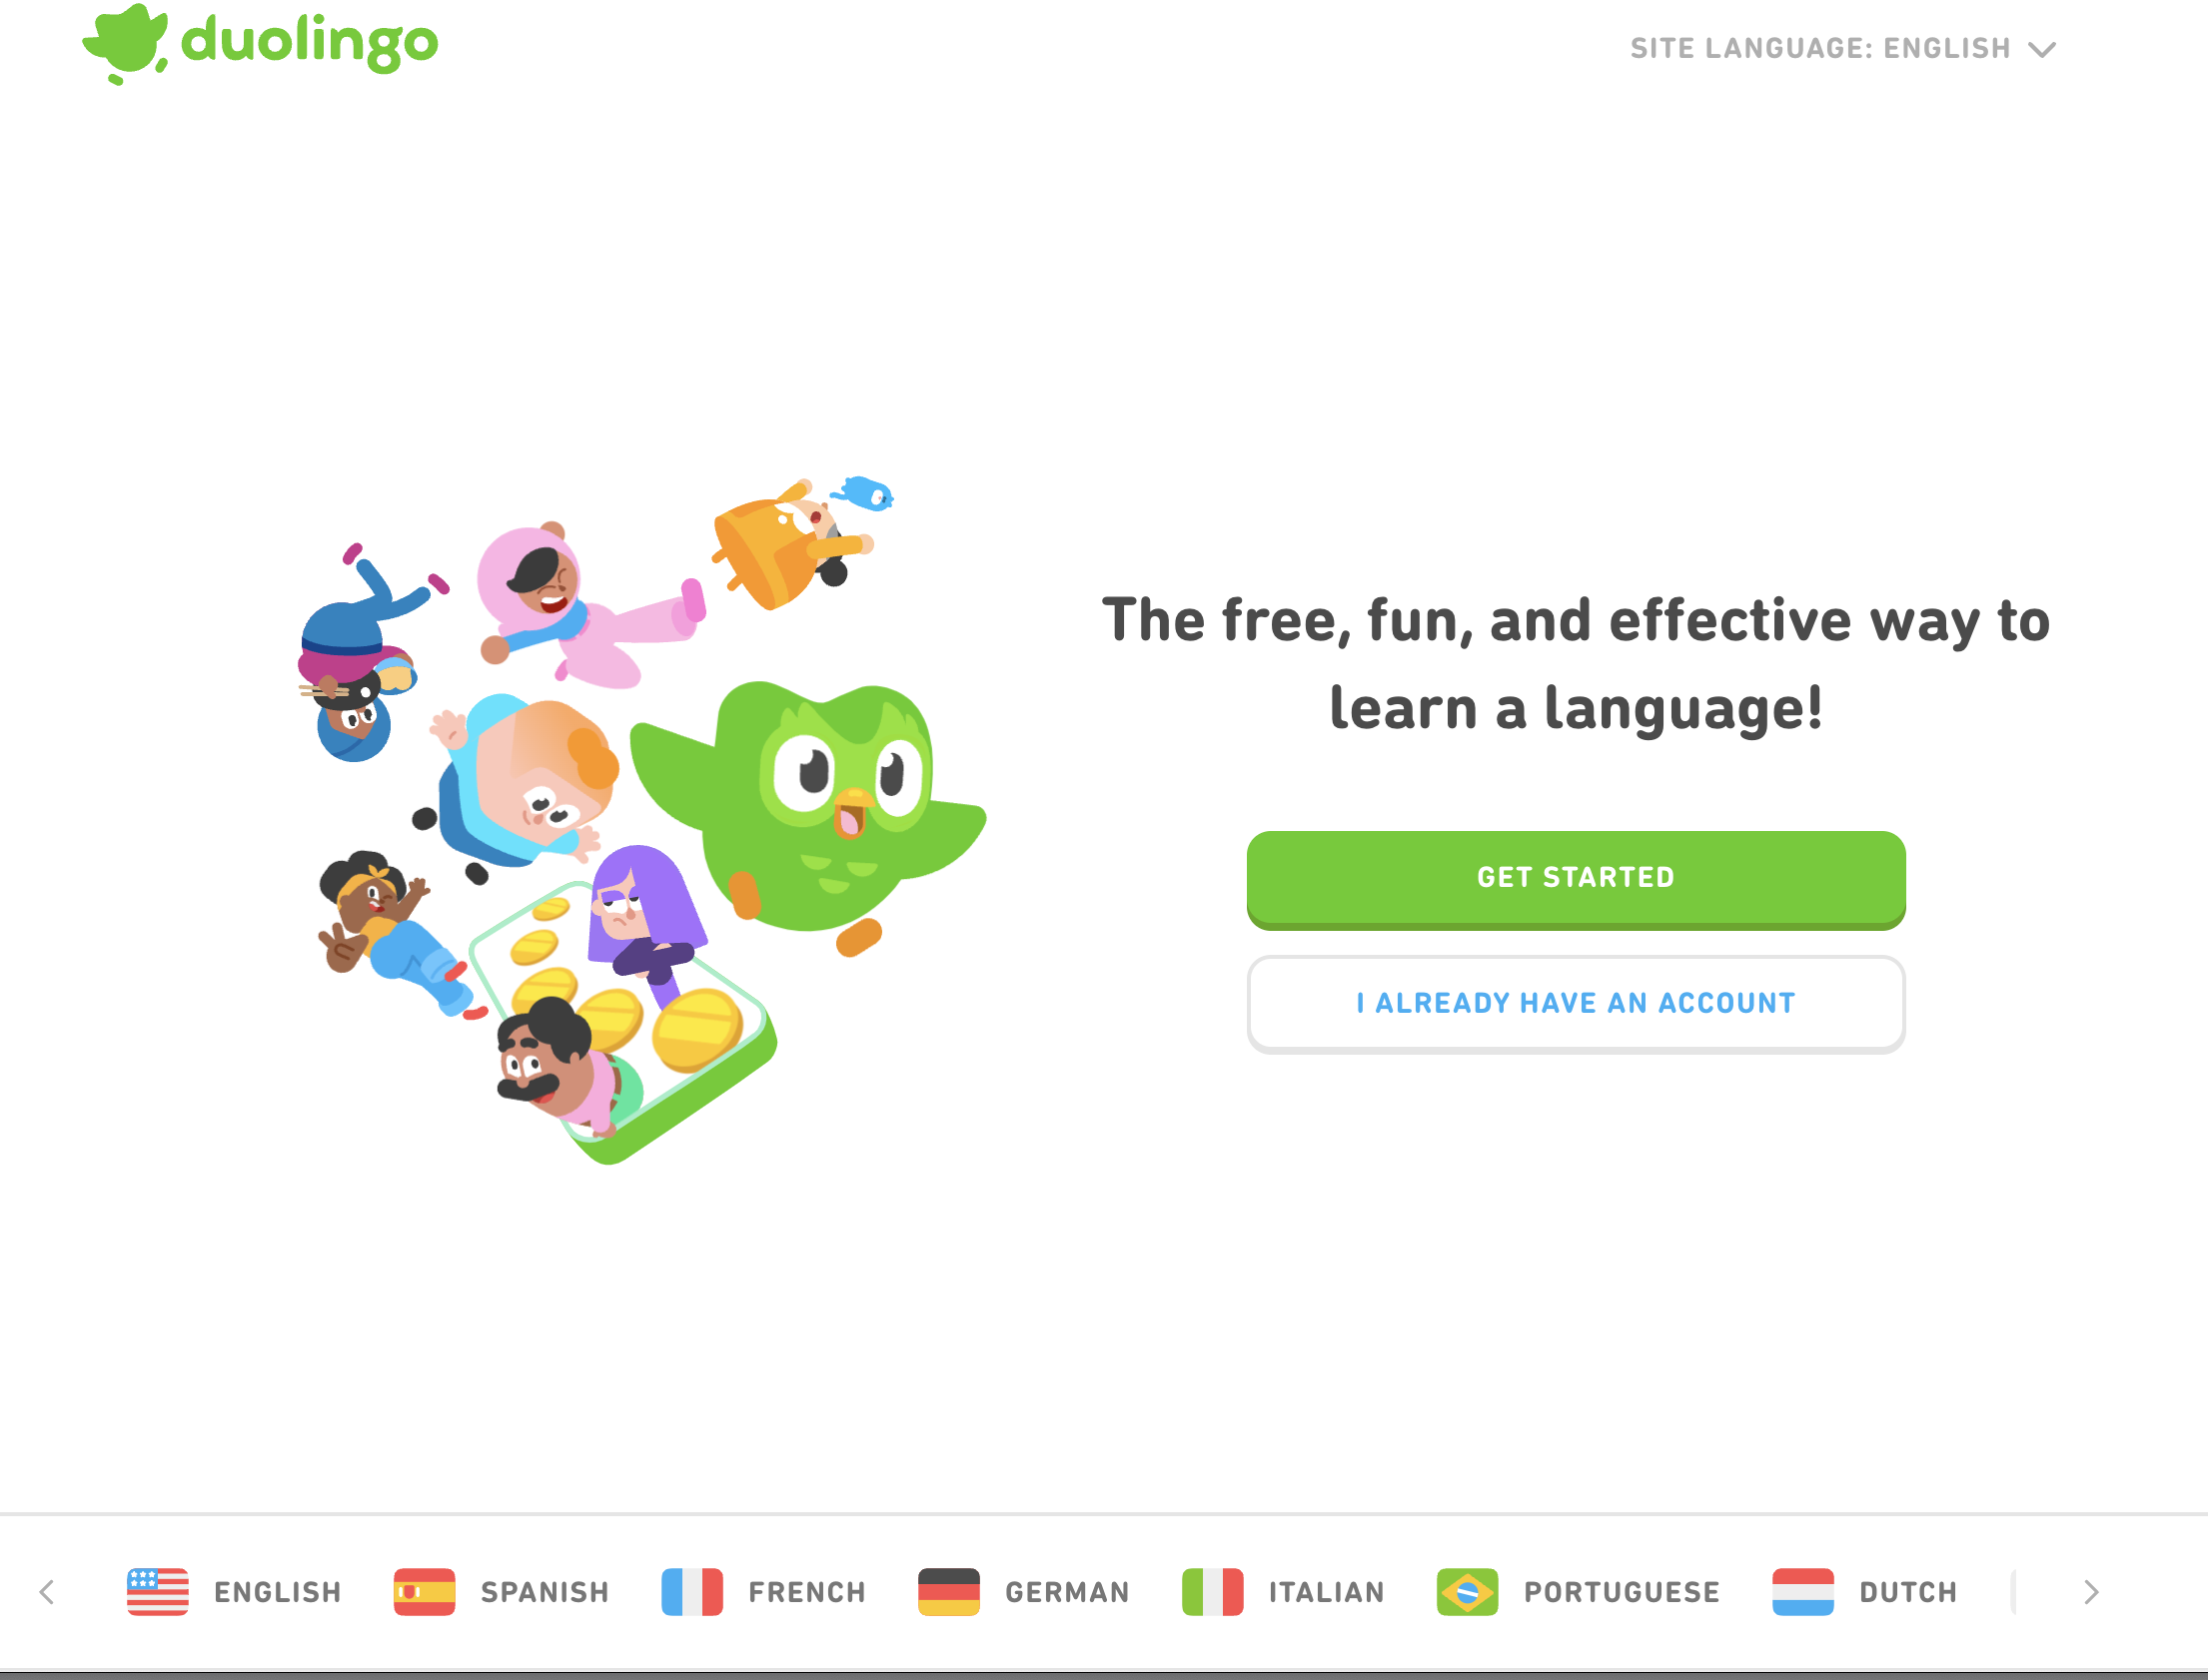 duolingo
SITE LANGUAGE: ENGLISH
The free, fun, and effective way to
learn a language!
GET STARTED
I ALREADY HAVE AN ACCOUNT
ENGLISH
SPANISH
FRENCH
GERMAN
ITALIAN
PORTUGUESE
DUTCH